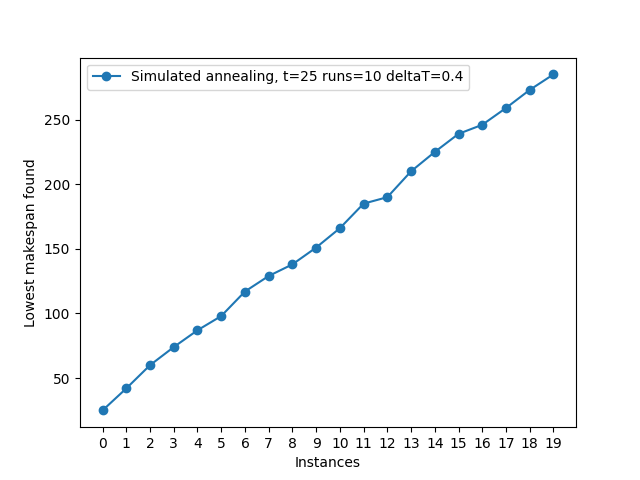 Simulated annealing, t=25 runs=10 deltaT=0.4
250
200
150
100
50
Lowest makespan found
0 1 2 3 4 5 6 7 8 9 10 11 12 13 14 15 16 17 18 19
Instances